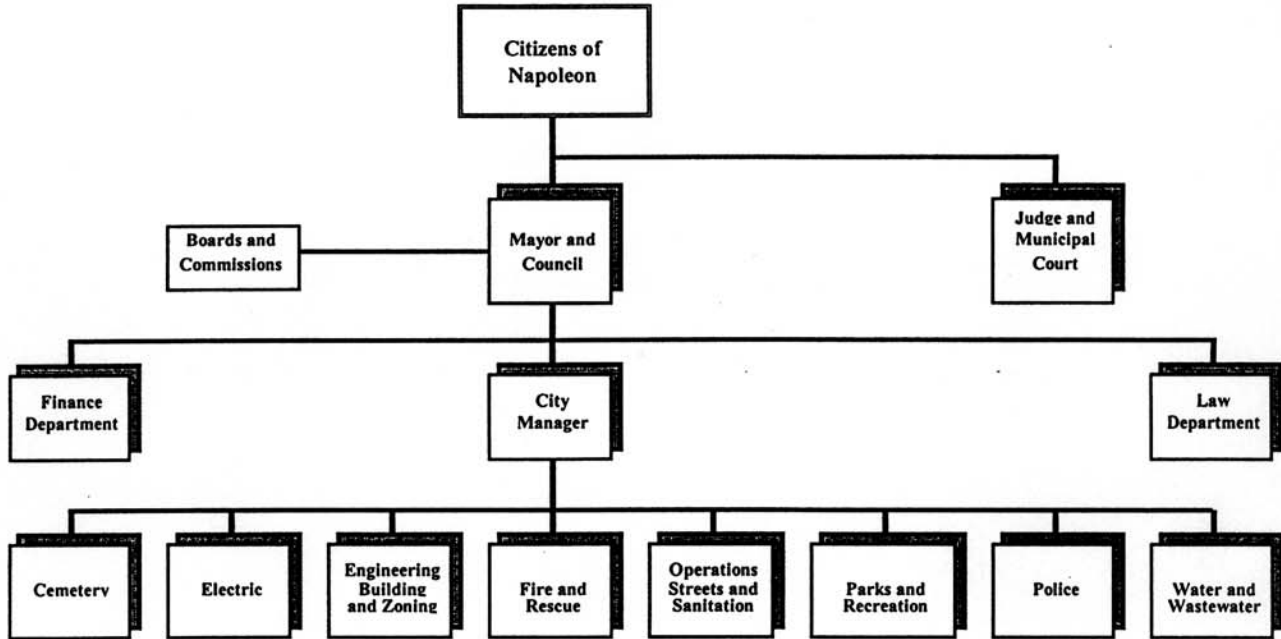 Citizens of
Napoleon
Boards and
Commissions
Mayor and
Council
Judge and
Municipal
Court
Finance
Department
City
Manager
Law
Department
Cemetery
Electric
Engineering
Building
and Zoning
Fire and
Rescue
Operations
Streets and
Sanitation
Parks and
Recreation
Police
Water and
Wastewater